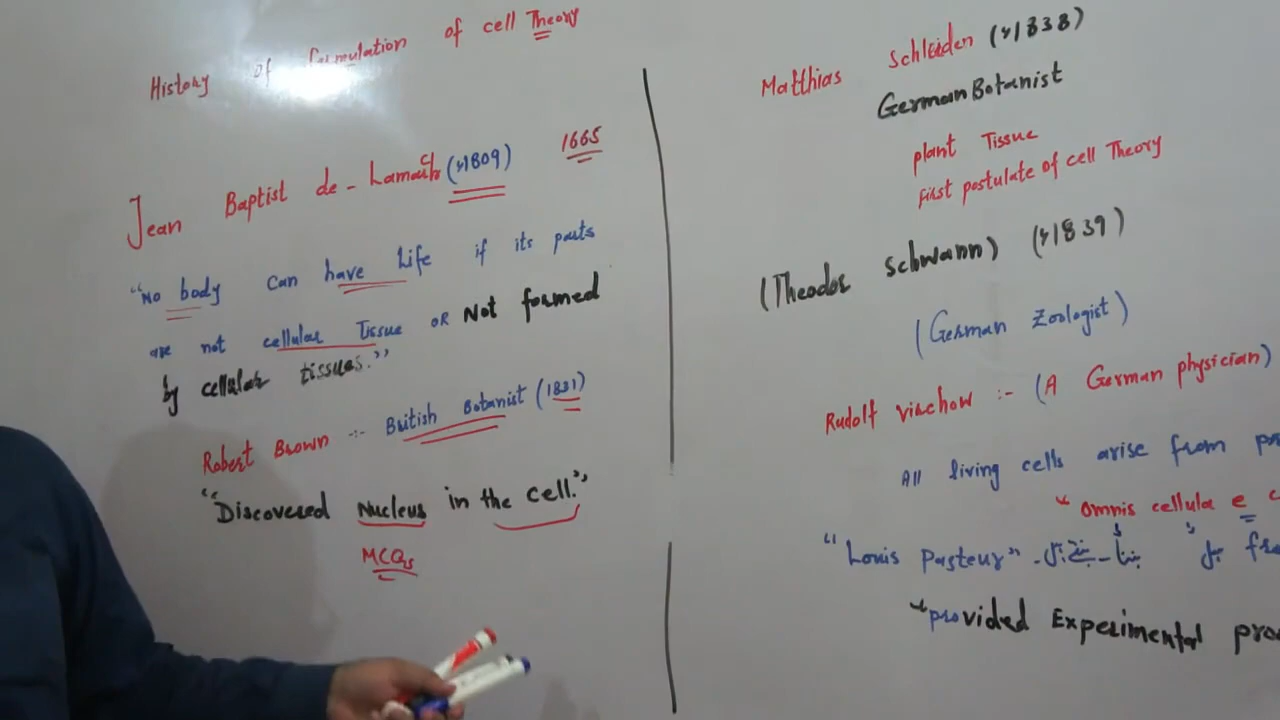 History of formulation of cell Theory
Jean Baptist de - Lamarck (1809) 1665
"No body can have life if its parts
are not cellular Tissue OR Not formed
by cellular tissues."
Robert Brown :- British Botanist (1831)
"Discovered Nucleus in the cell."
MCQs
Matthias Schleiden (1838)
German Botanist
plant Tissue
first postulate of cell Theory
(Theodor Schwann) (1839)
(German Zoologist)
Rudolf virchow :- (A German physician)
All living cells arise from
"omnis cellula e
"Louis Pasteur"
"provided Experimental